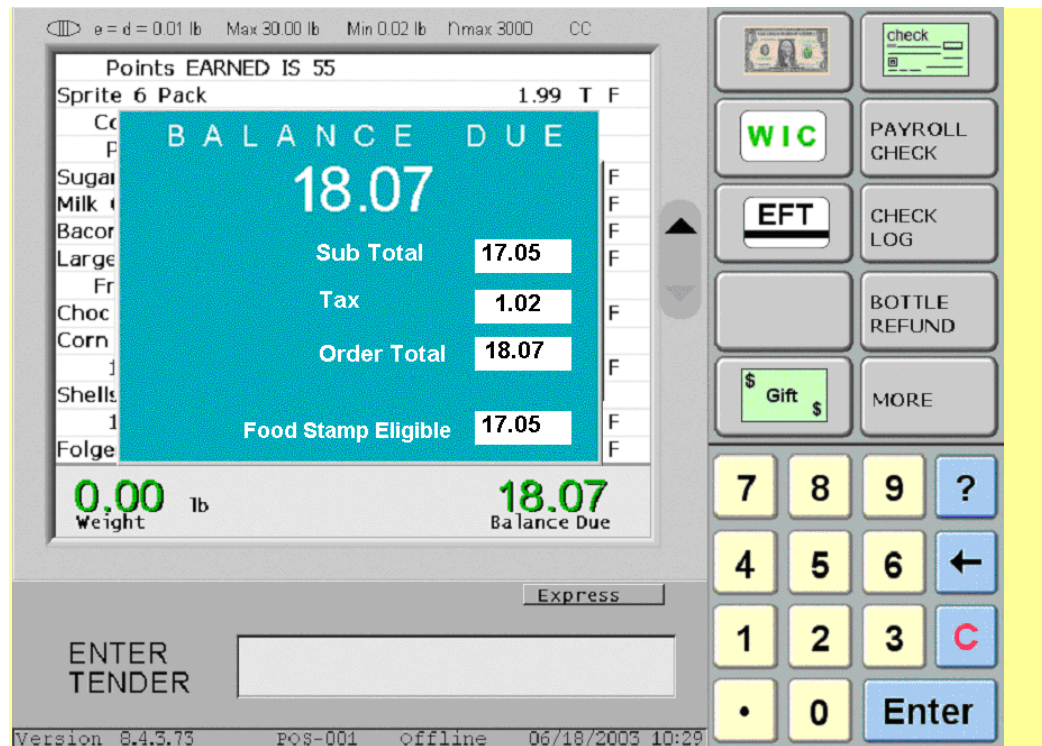 e = d = 0.01 lb Max 30.00 lb Min 0.02 lb nmax 3000 CC
Points EARNED IS 55
Sprite 6 Pack 1.99 T F
BALANCE DUE
18.07
Sugar F
Milk F
Bacon F
Large F
Fr
Choc F
Corn
1 F
Shells
1 F
Folge F
Sub Total 17.05
Tax 1.02
Order Total 18.07
Food Stamp Eligible 17.05
0.00 lb 18.07
Weight Balance Due
Express
ENTER
TENDER
Version 8.4.3.73 POS-001 Offline 06/18/2003 10:29
check
WIC
PAYROLL
CHECK
EFT
CHECK
LOG
BOTTLE
REFUND
$ Gift $
MORE
7 8 9 ?
4 5 6 ←
1 2 3 C
. 0 Enter